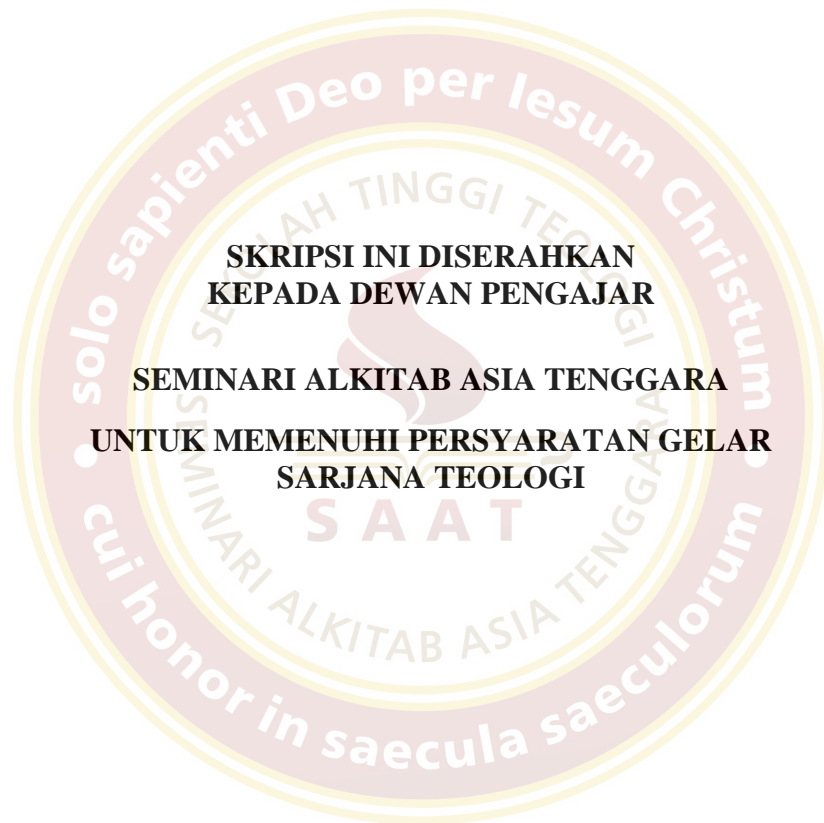 solo sapienti Deo per Iesum Christum
SEKOLAH TINGGI TEOLOGI
SKRIPSI INI DISERAHKAN
KEPADA DEWAN PENGAJAR
SEMINARI ALKITAB ASIA TENGGARA
UNTUK MEMENUHI PERSYARATAN GELAR
SARJANA TEOLOGI
SAAT
SEMINARI ALKITAB ASIA TENGGARA
• cui honor in saecula saeculorum •